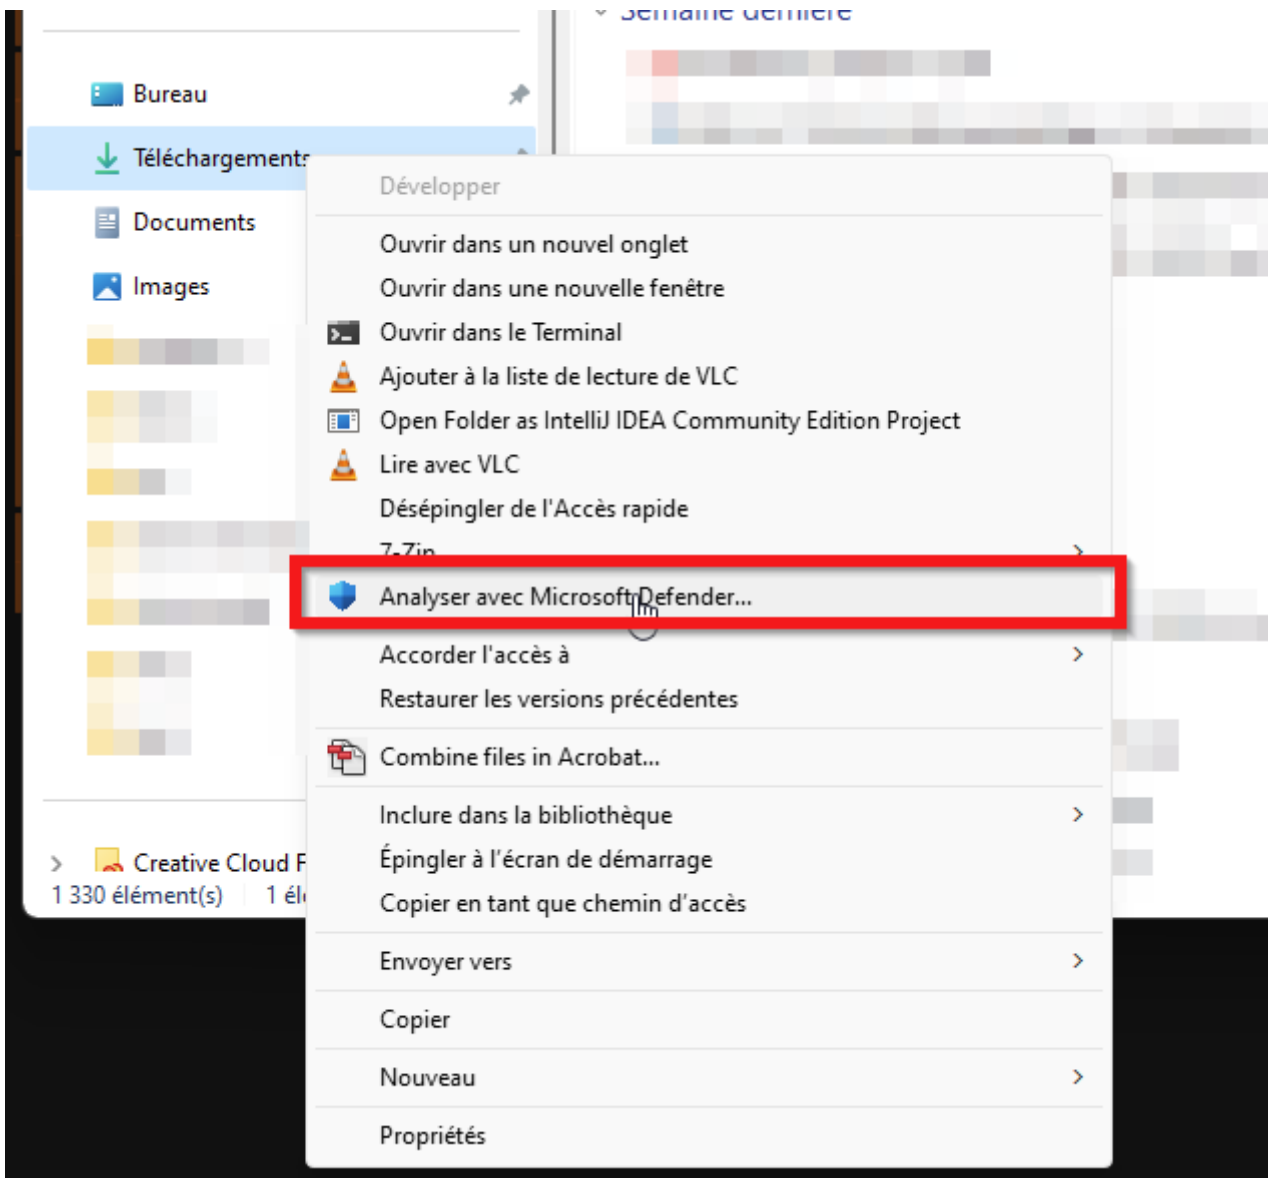 Semaine dernière
Bureau
Téléchargements
Documents
Images
Creative Cloud F
1 330 élément(s)
1 élé
Développer
Ouvrir dans un nouvel onglet
Ouvrir dans une nouvelle fenêtre
Ouvrir dans le Terminal
Ajouter à la liste de lecture de VLC
Open Folder as IntelliJ IDEA Community Edition Project
Lire avec VLC
Désépingler de l'Accès rapide
7-Zip
Analyser avec Microsoft Defender...
Accorder l'accès à
Restaurer les versions précédentes
Combine files in Acrobat...
Inclure dans la bibliothèque
Épingler à l’écran de démarrage
Copier en tant que chemin d’accès
Envoyer vers
Copier
Nouveau
Propriétés